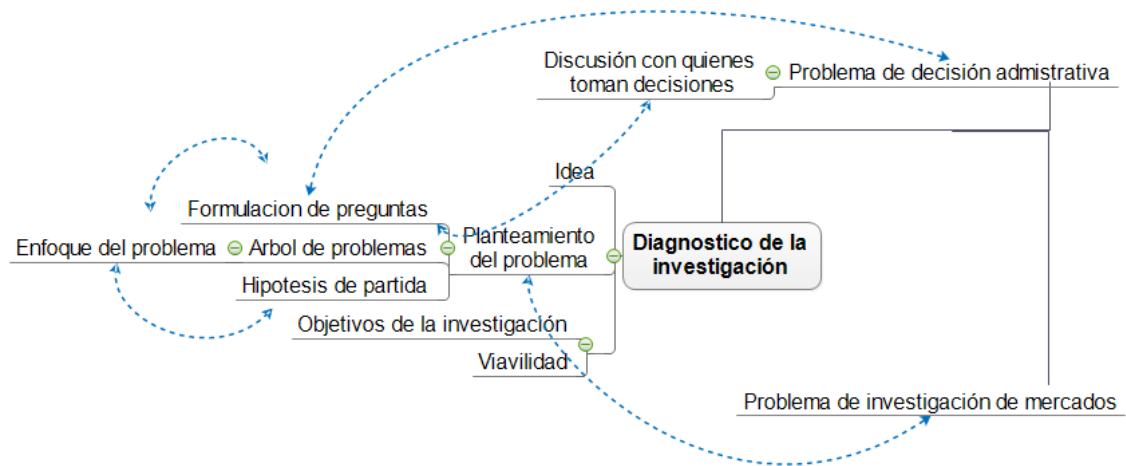 Discusión con quienes
toman decisiones
Problema de decisión admistrativa
Idea
Formulacion de preguntas
Planteamiento
del problema
Diagnostico de la
investigación
Enfoque del problema
Arbol de problemas
Hipotesis de partida
Objetivos de la investigación
Viavilidad
Problema de investigación de mercados